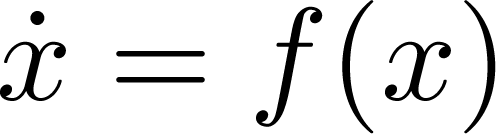 ẋ = f(x)